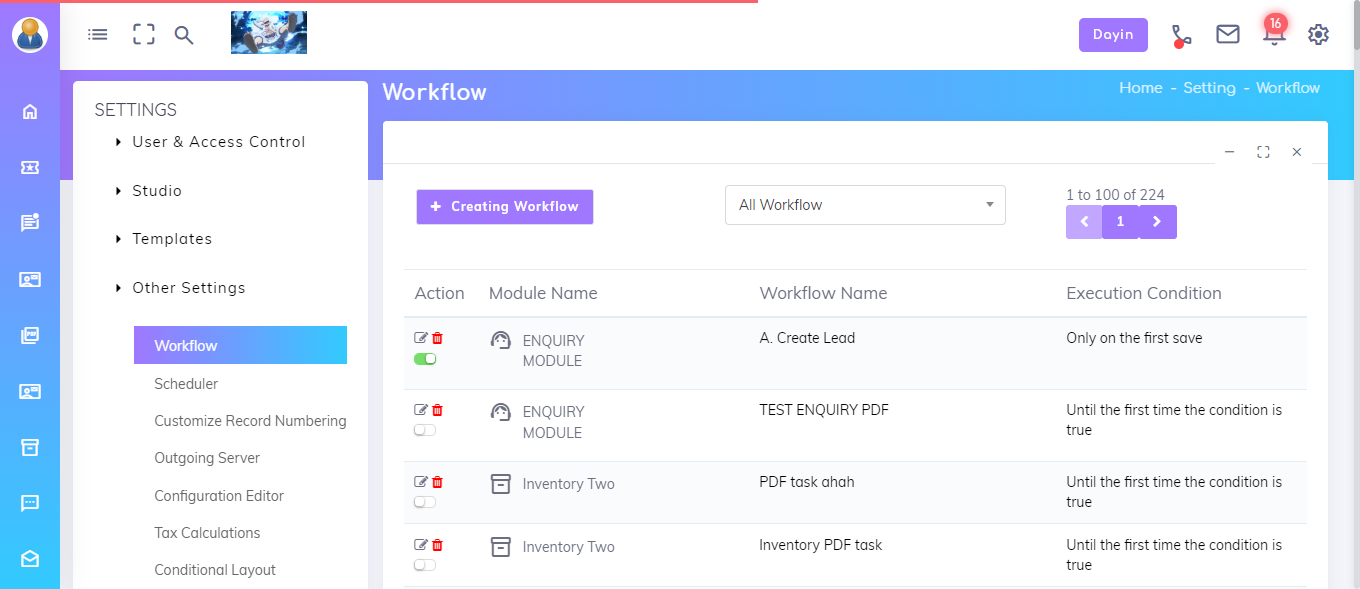 Dayin
16
SETTINGS
User & Access Control
Studio
Templates
Other Settings
Workflow
Scheduler
Customize Record Numbering
Outgoing Server
Configuration Editor
Tax Calculations
Conditional Layout
Workflow
Home - Setting - Workflow
+ Creating Workflow
All Workflow
1 to 100 of 224
1
Action Module Name Workflow Name Execution Condition
ENQUIRY
MODULE
A. Create Lead
Only on the first save
ENQUIRY
MODULE
TEST ENQUIRY PDF
Until the first time the condition is
true
Inventory Two
PDF task ahah
Until the first time the condition is
true
Inventory Two
Inventory PDF task
Until the first time the condition is
true